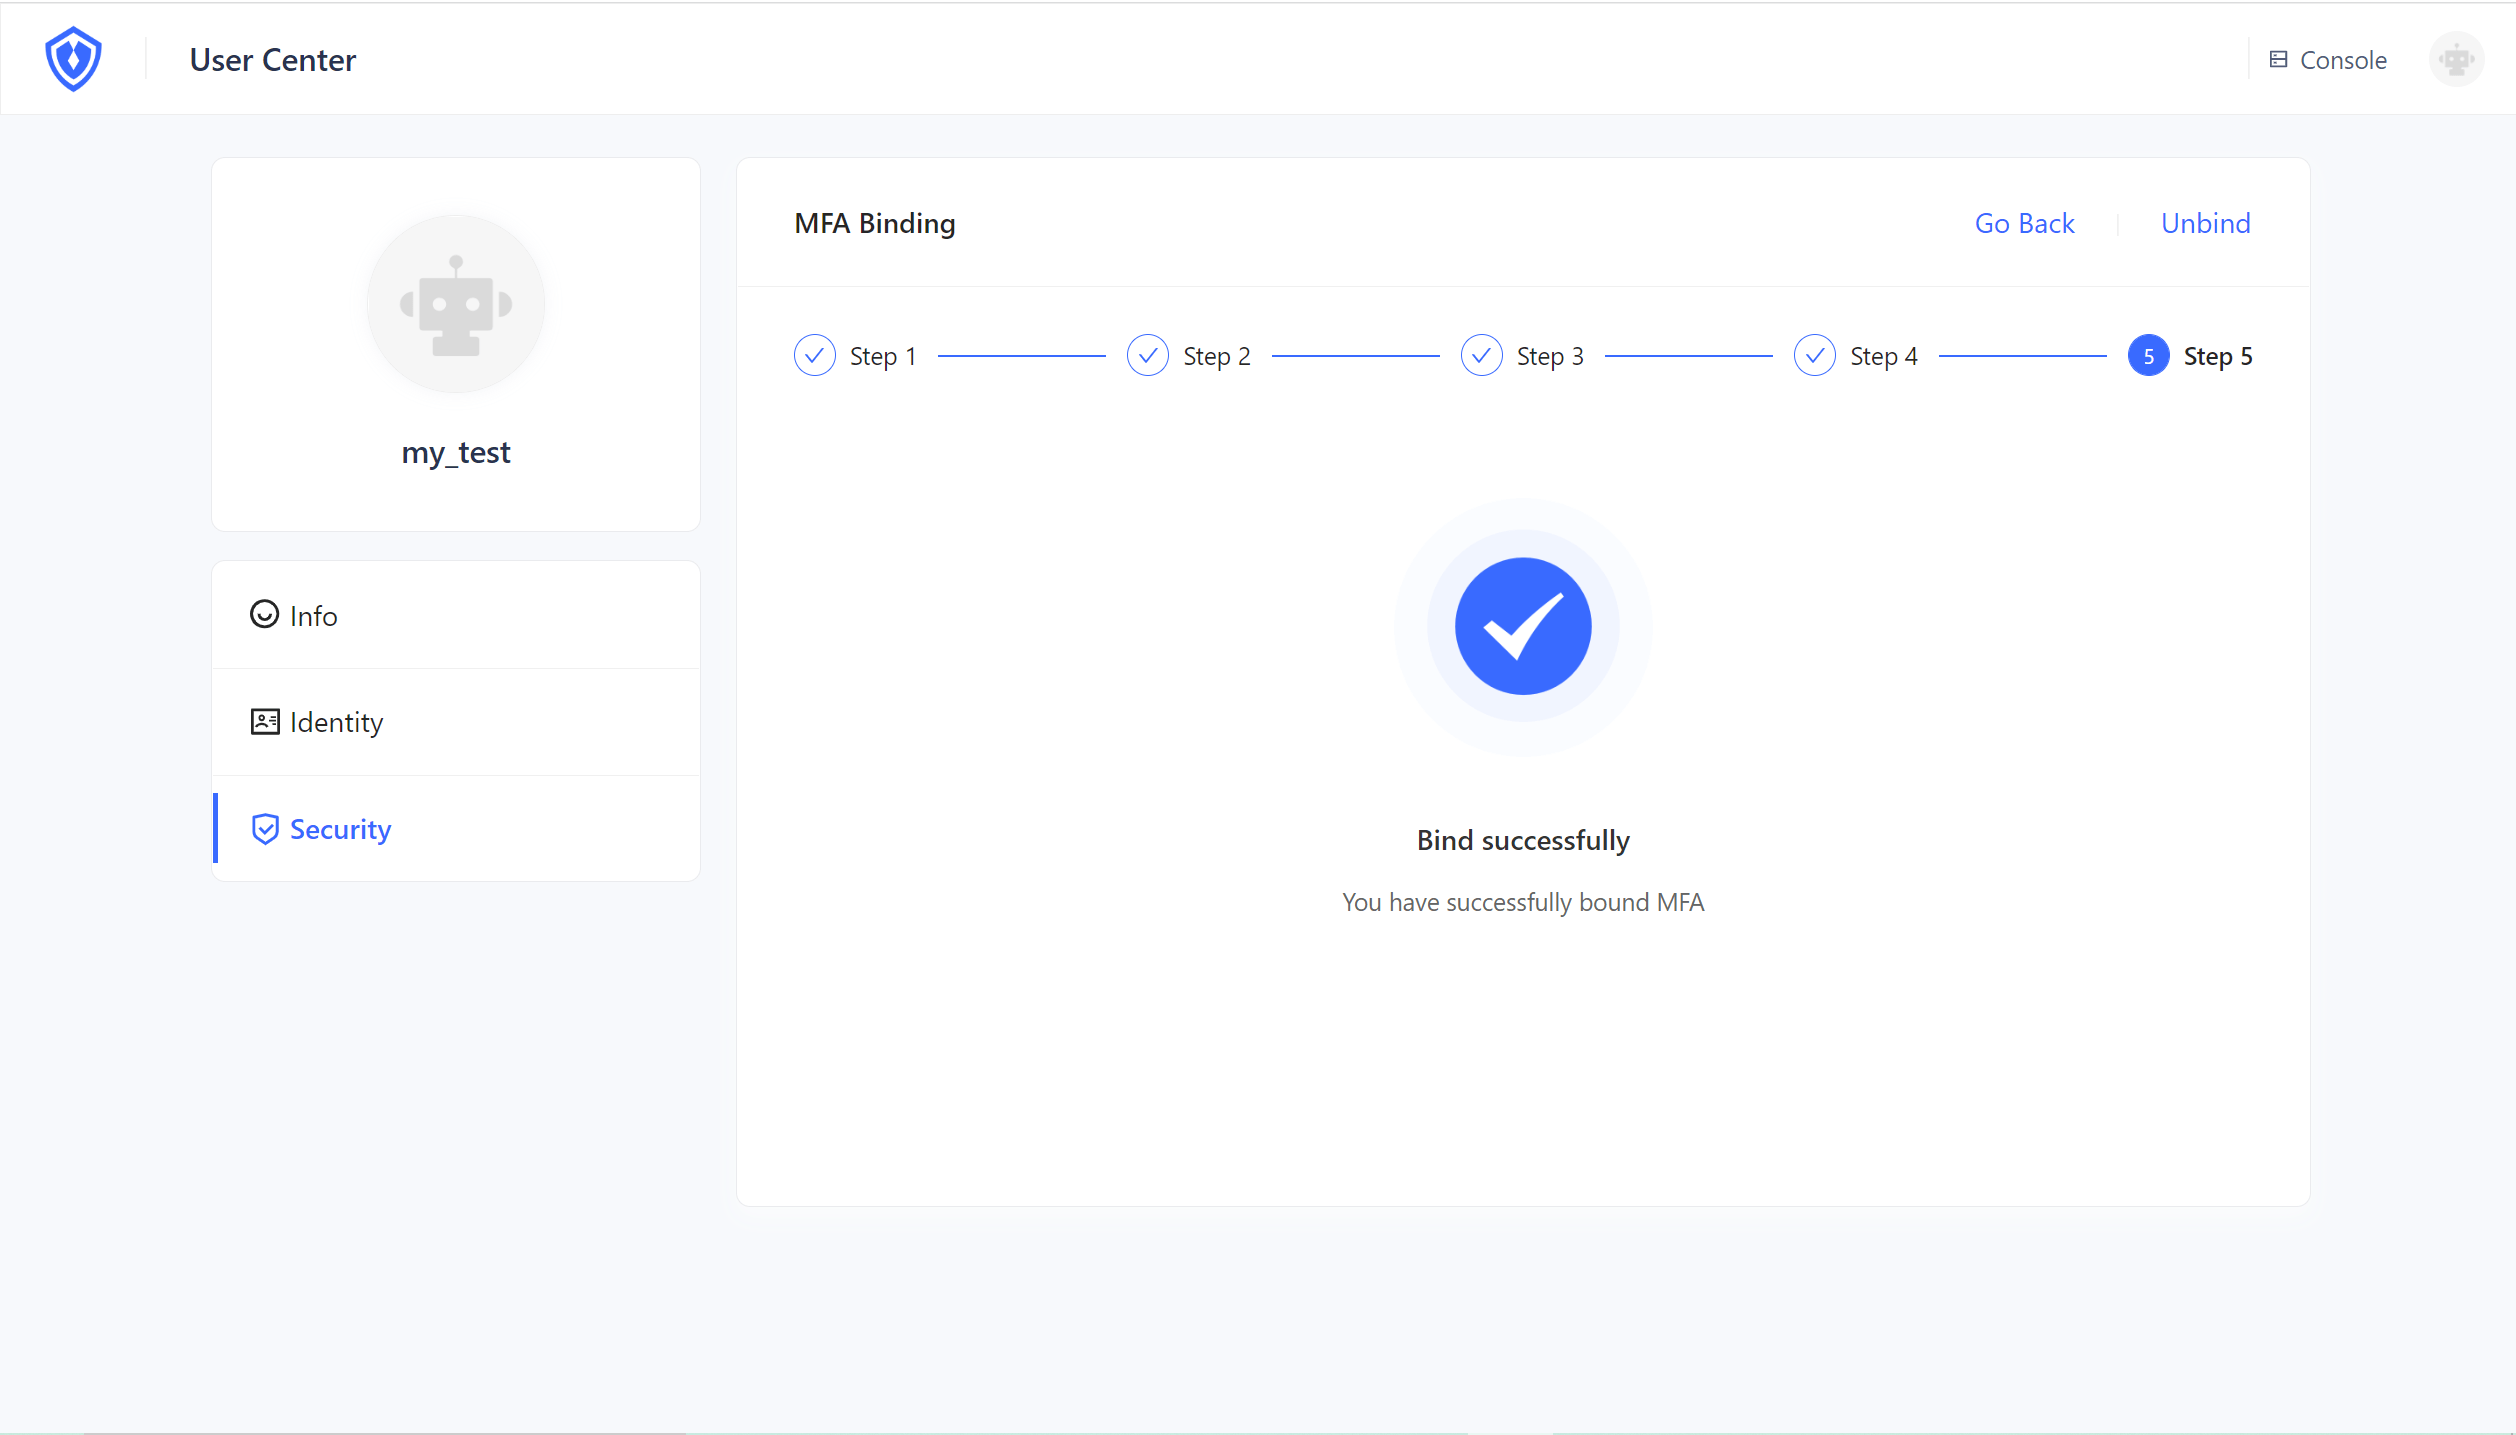 User Center
Console
my_test
Info
Identity
Security
MFA Binding
Go Back
Unbind
Step 1
Step 2
Step 3
Step 4
5 Step 5
Bind successfully
You have successfully bound MFA